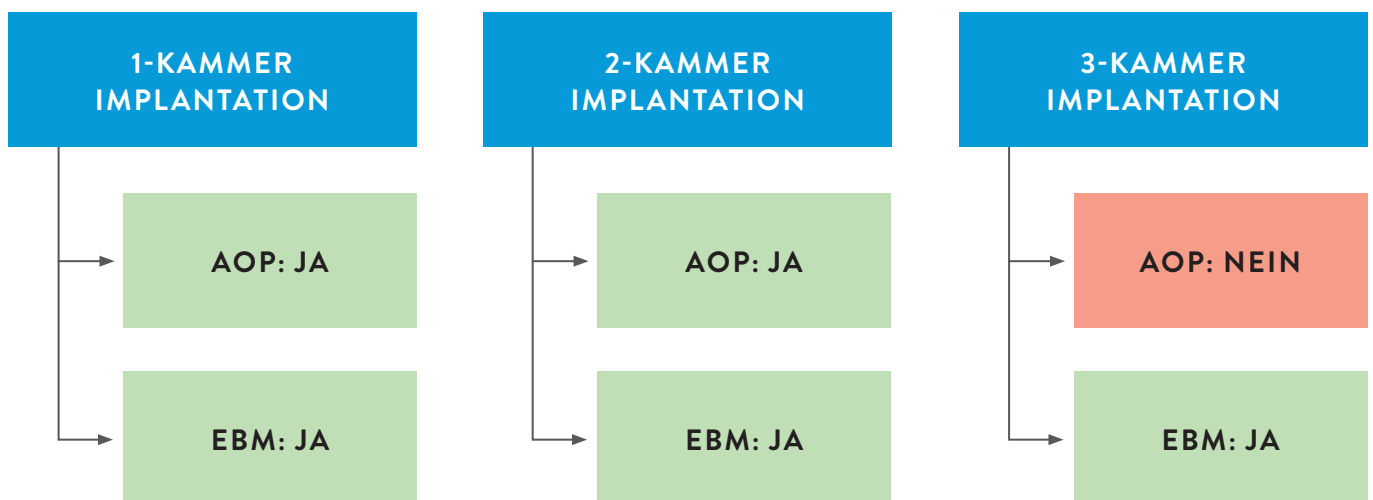 1-KAMMER
IMPLANTATION
AOP: JA
EBM: JA
2-KAMMER
IMPLANTATION
AOP: JA
EBM: JA
3-KAMMER
IMPLANTATION
AOP: NEIN
EBM: JA